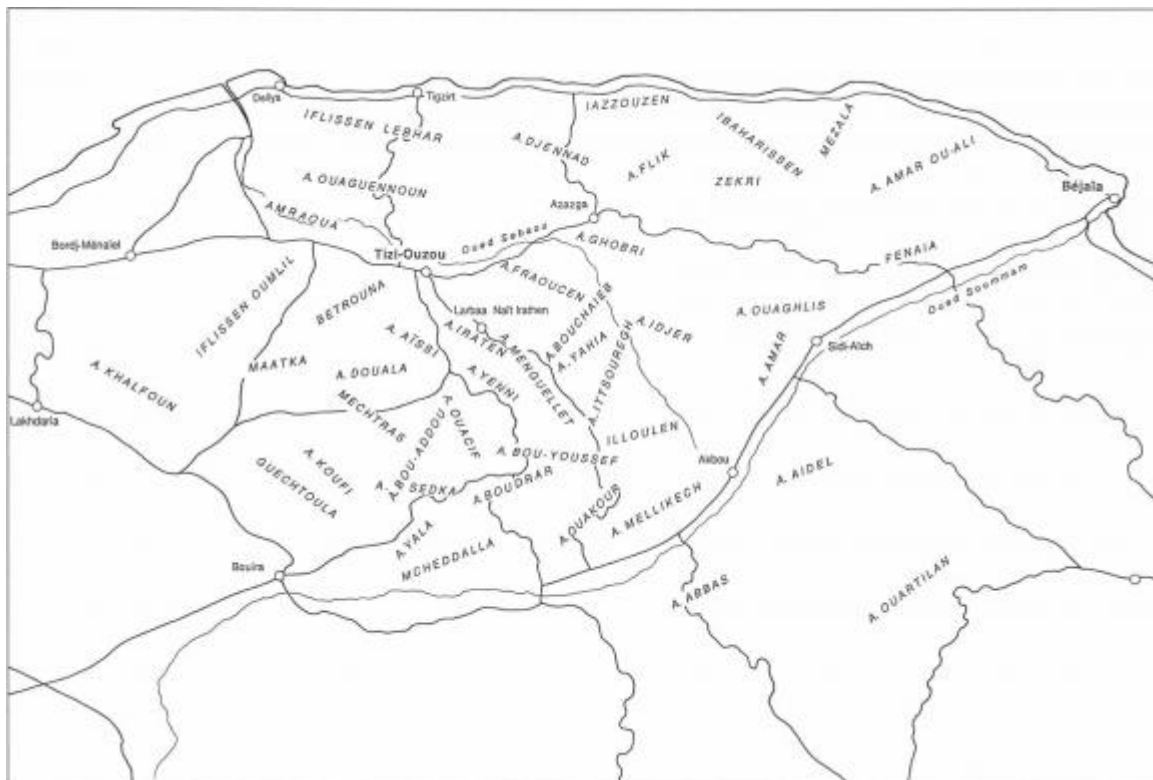 Dellys
Tigzirt
IAZZOUZEN
IFLISSEN LEBHAR
IBAHARISSEN
MEZALA
A. DJENNAD
A. FLIK
ZEKRI
A. AMAR OU-ALI
A. OUAGUENNOUN
Béjaïa
AMRAOUA
Azazga
Bordj-Ménaïel
Tizi-Ouzou
Oued Sebaou
A. GHOBRI
FENAIA
IFLISSEN OUMLIL
BETROUNA
A. FRAOUCEN
Oued Soummam
Larbaa Naït Irathen
A. BOUCHAIEB
A. OUAGHLIS
A. AÏSSI
A. IRATEN
A. MENGUELLET
A. YAHIA
A. IDJER
A. AMAR
Sidi-Aïch
A. KHALFOUN
MAATKA
A. DOUALA
A. YENNI
A. ITTSOUREGH
Lakhdaria
MECHTRAS
A. BOU-ADDOU
A. OUACIF
ILLOULEN
A. KOUFI
GUECHTOULA
A. SEDKA
A. BOU-YOUSSEF
A. BOUDRAR
Akbou
A. AIDEL
A. OUAKOUR
A. MELLIKECH
A. YALA
MCHEDDALLA
Bouira
A. ABBAS
A. OUARTILAN